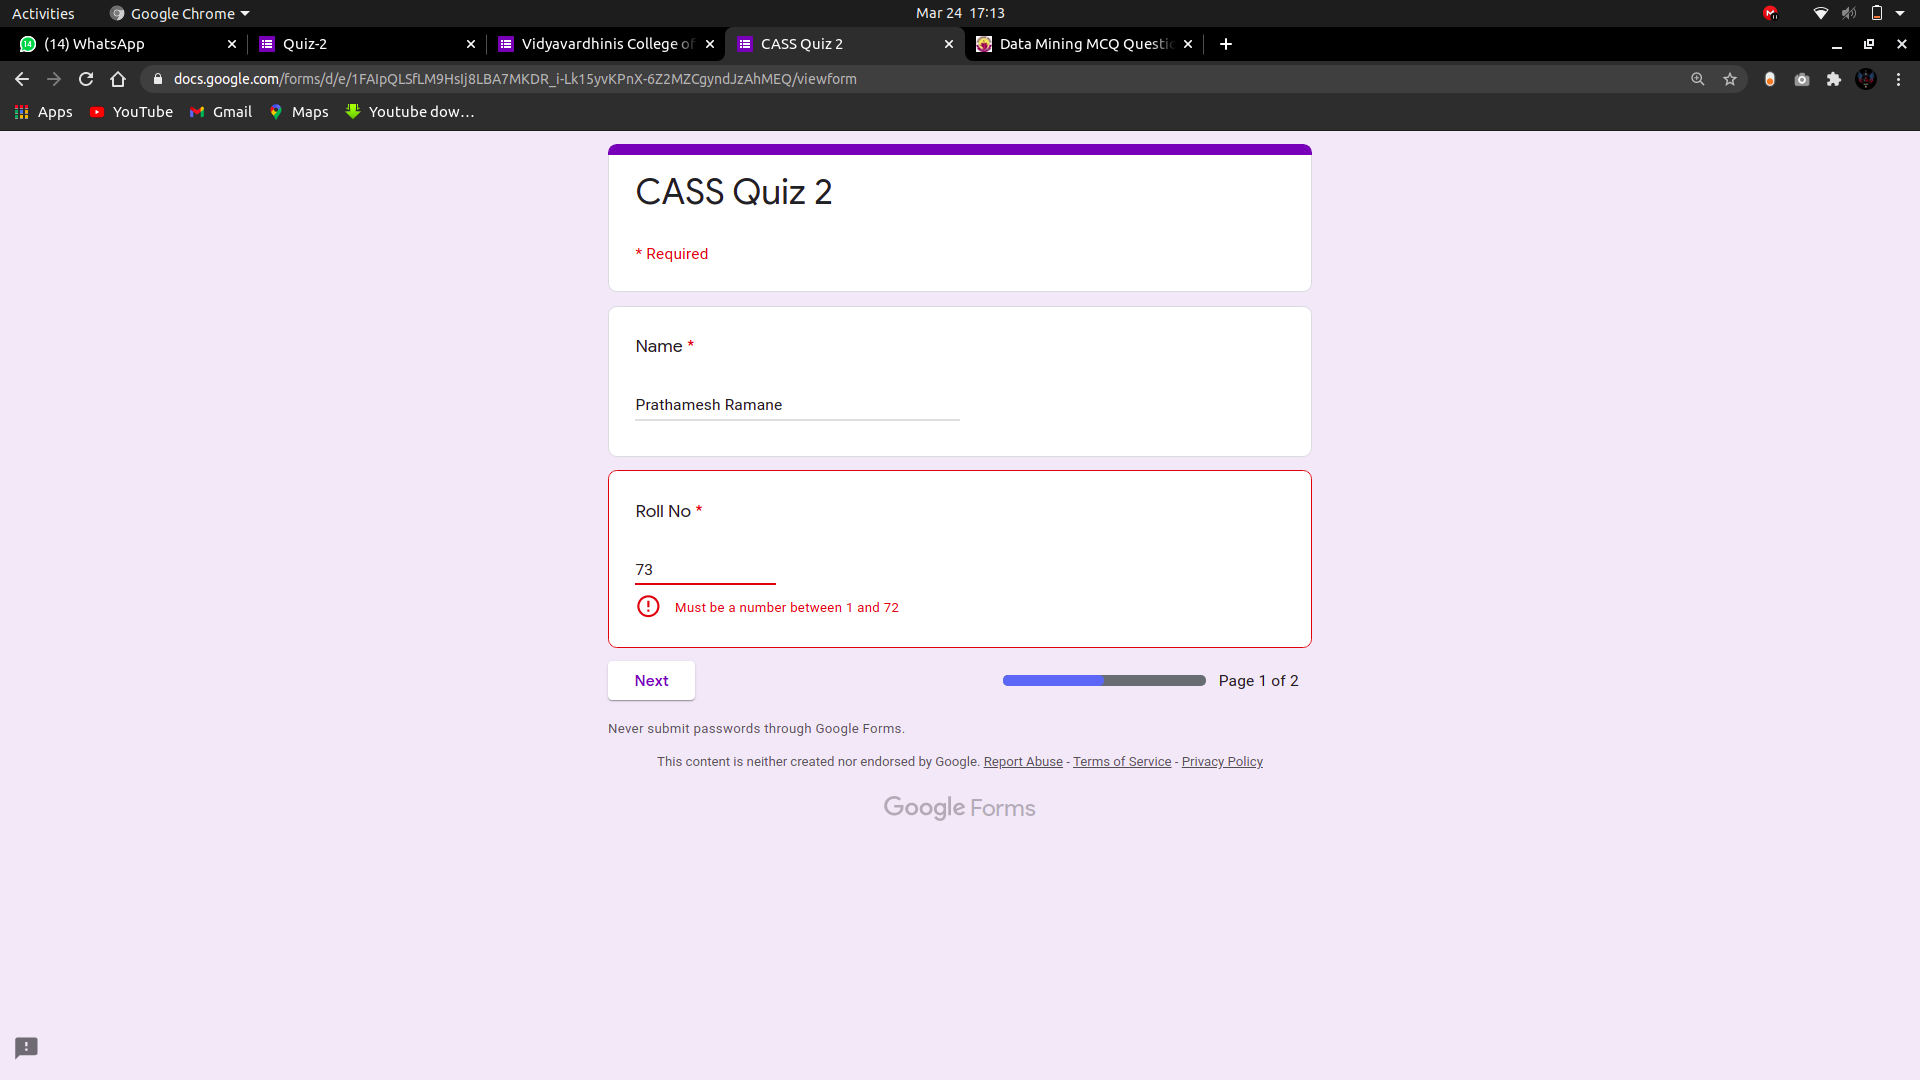 Activities
Google Chrome
Mar 24 17:13
(14) WhatsApp
Quiz-2
Vidyavardhinis College of
CASS Quiz 2
Data Mining MCQ Questio
docs.google.com/forms/d/e/1FAIpQLSfLM9HsIj8LBA7MKDR_i-Lk15yvKPnX-6Z2MZCgyndJzAhMEQ/viewform
Apps
YouTube
Gmail
Maps
Youtube dow…
CASS Quiz 2
* Required
Name *
Prathamesh Ramane
Roll No *
73
Must be a number between 1 and 72
Next
Page 1 of 2
Never submit passwords through Google Forms.
This content is neither created nor endorsed by Google. Report Abuse - Terms of Service - Privacy Policy
Google Forms